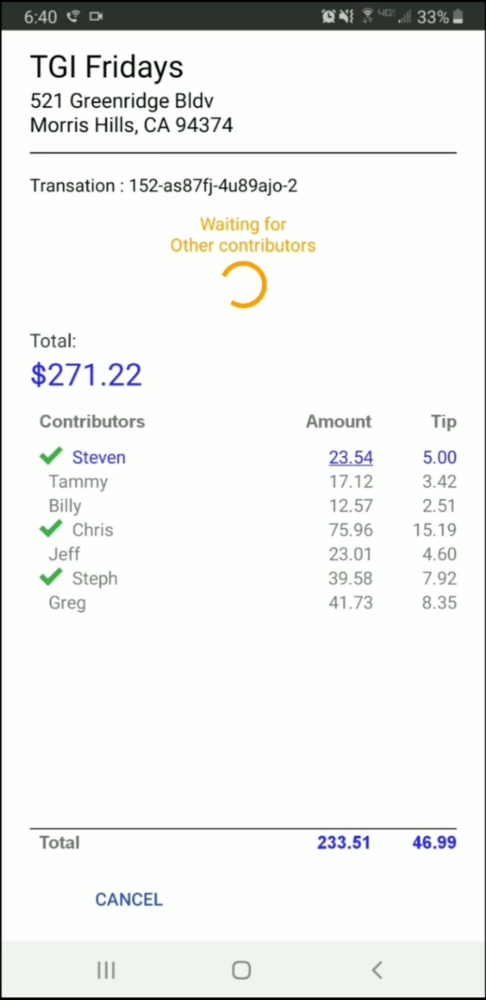 6:40 4GE 33%
TGI Fridays
521 Greenridge Bldv
Morris Hills, CA 94374
Transation : 152-as87fj-4u89ajo-2
Waiting for
Other contributors
Total:
$271.22
Contributors Amount Tip
Steven 23.54 5.00
Tammy 17.12 3.42
Billy 12.57 2.51
Chris 75.96 15.19
Jeff 23.01 4.60
Steph 39.58 7.92
Greg 41.73 8.35
Total 233.51 46.99
CANCEL